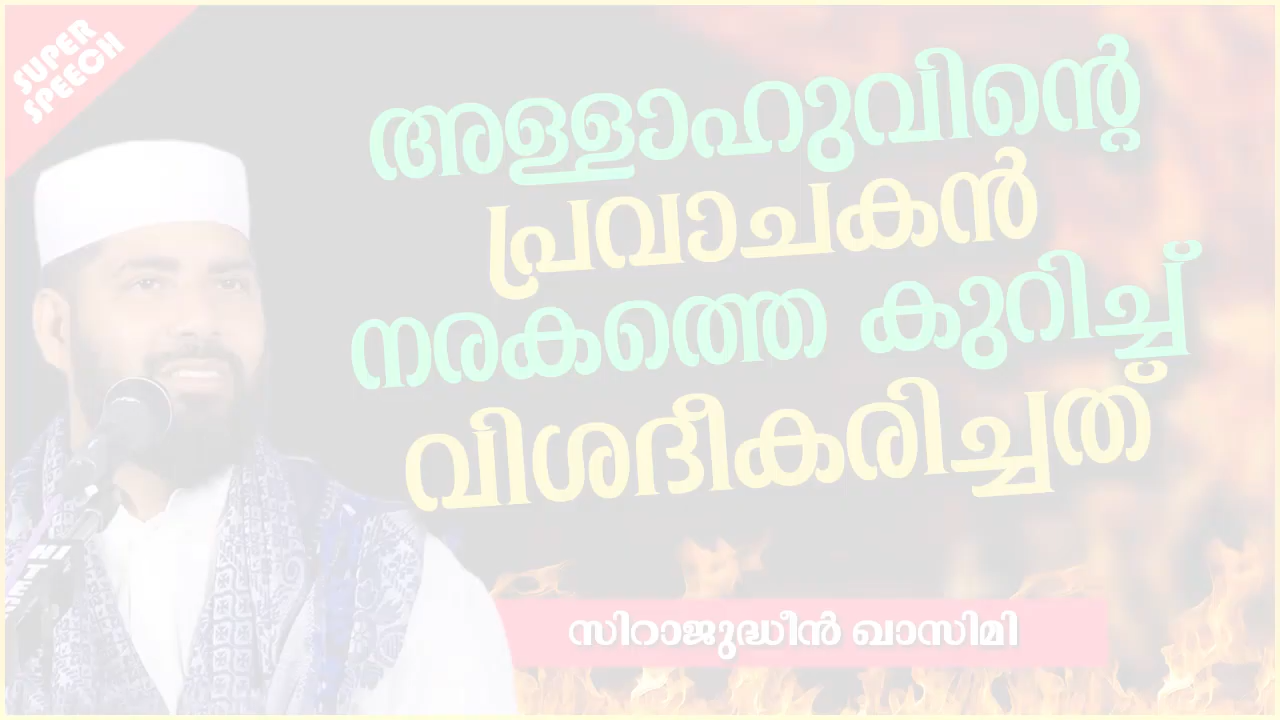 SUPER
SPEECH
അള്ളാഹുവിന്റെ
പ്രവാചകൻ
നരകത്തെ കുറിച്ച്
വിശദീകരിച്ചത്
സിറാജുദ്ധീൻ ഖാസിമി